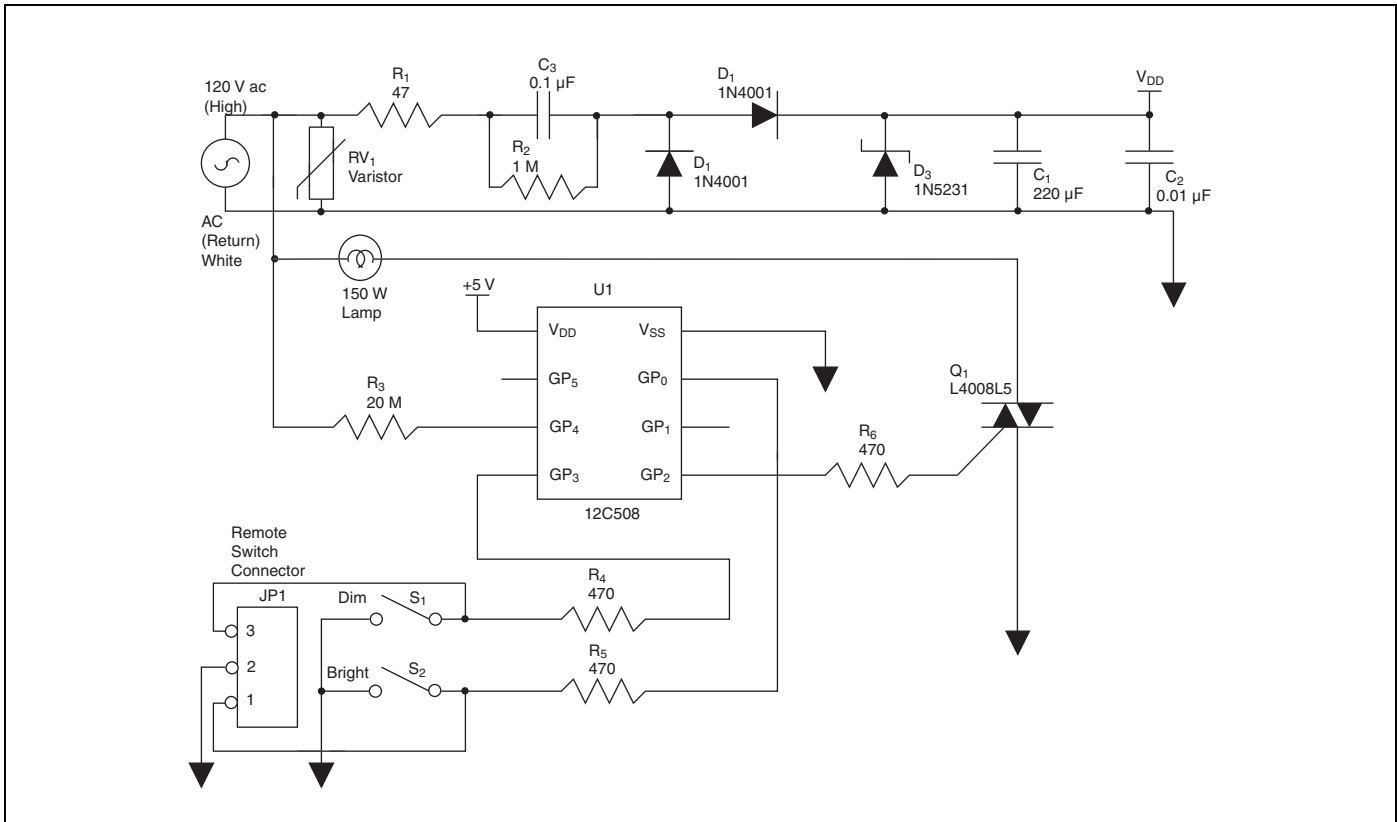 120 V ac
(High)
R1
47
C3
0.1 µF
D1
1N4001
VDD
RV1
Varistor
R2
1 M
D1
1N4001
D3
1N5231
C1
220 µF
C2
0.01 µF
AC
(Return)
White
150 W
Lamp
+5 V
U1
VDD
VSS
GP5
GP0
GP4
GP1
GP3
GP2
12C508
R3
20 M
Q1
L4008L5
R6
470
Remote
Switch
Connector
JP1
3
2
1
Dim
S1
Bright
S2
R4
470
R5
470